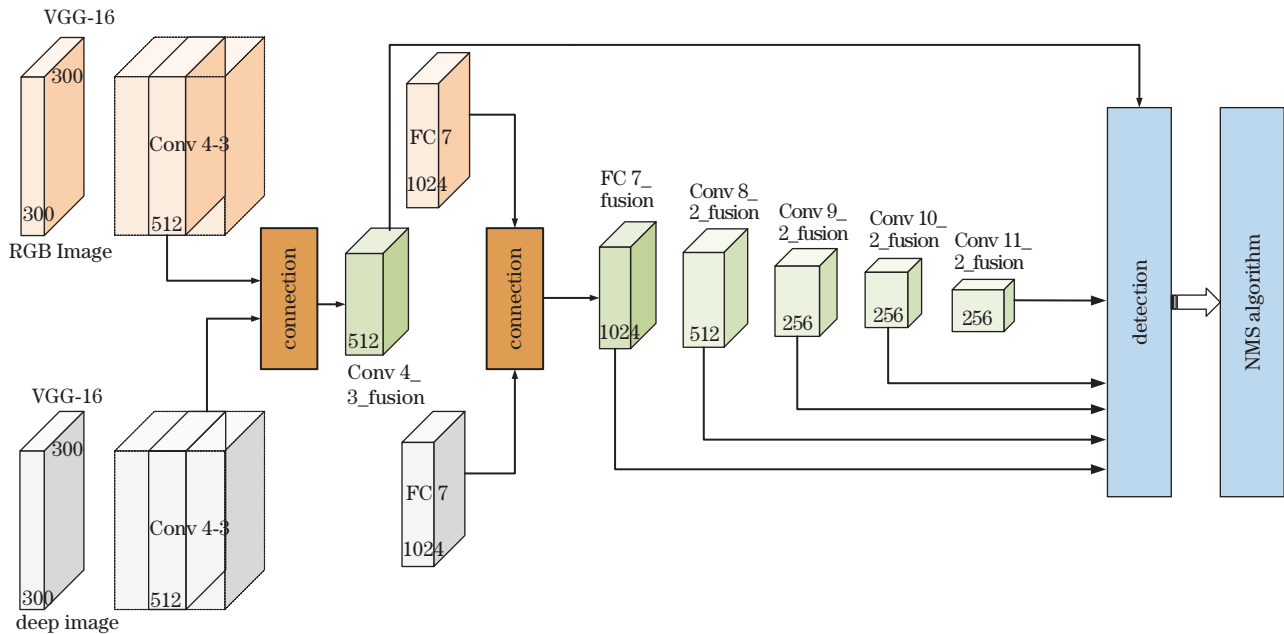 VGG-16
300
300
RGB Image
Conv 4-3
512
connection
512
Conv 4_
3_fusion
FC 7
1024
connection
FC 7_
fusion
1024
Conv 8_
2_fusion
512
Conv 9_
2_fusion
256
Conv 10_
2_fusion
256
Conv 11_
2_fusion
256
detection
NMS algorithm
VGG-16
300
300
deep image
Conv 4-3
512
FC 7
1024